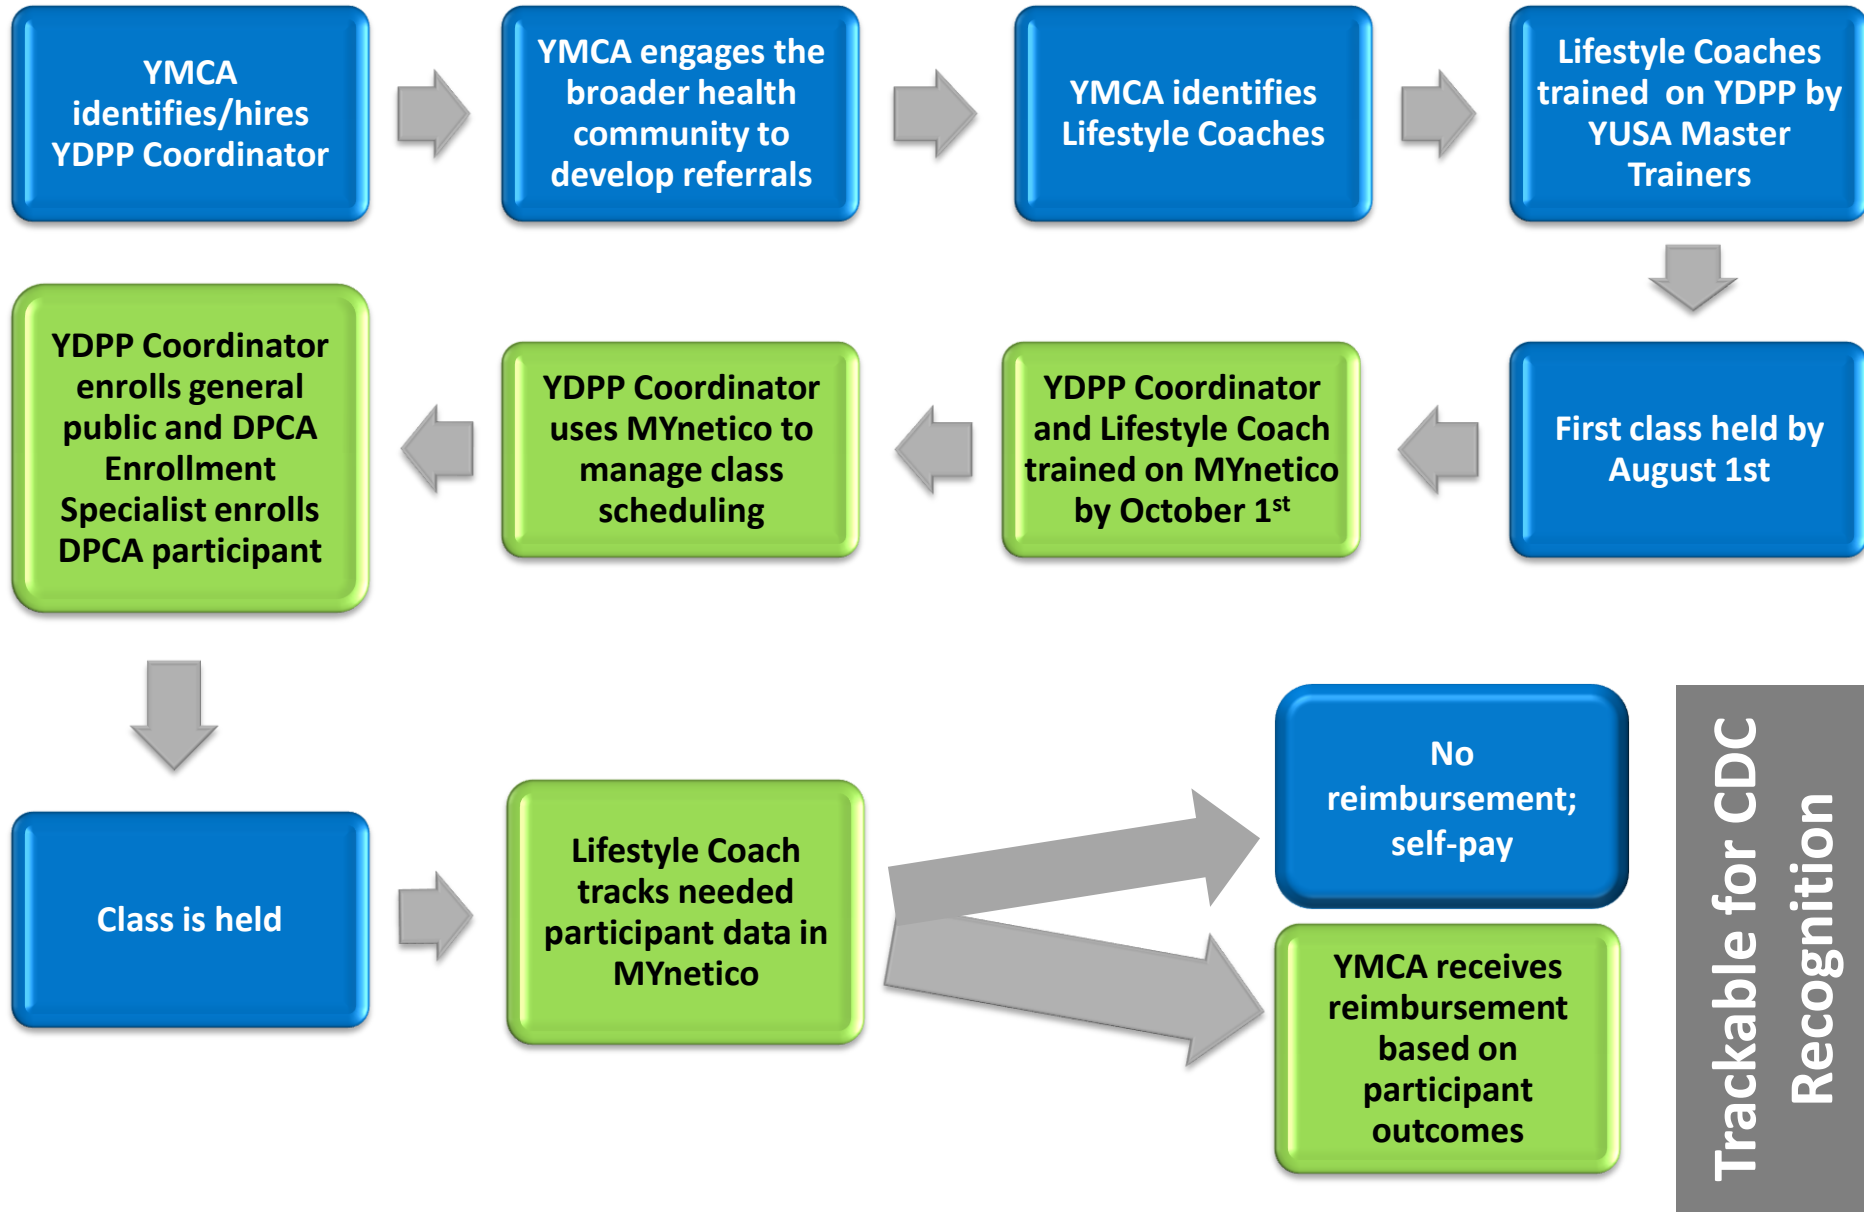 YMCA
identifies/hires
YDPP Coordinator
YMCA engages the
broader health
community to
develop referrals
YMCA identifies
Lifestyle Coaches
Lifestyle Coaches
trained on YDPP by
YUSA Master
Trainers
First class held by
August 1st
YDPP Coordinator
and Lifestyle Coach
trained on MYnetico
by October 1st
YDPP Coordinator
uses MYnetico to
manage class
scheduling
YDPP Coordinator
enrolls general
public and DPCA
Enrollment
Specialist enrolls
DPCA participant
Class is held
Lifestyle Coach
tracks needed
participant data in
MYnetico
No
reimbursement;
self-pay
YMCA receives
reimbursement
based on
participant
outcomes
Trackable for CDC
Recognition